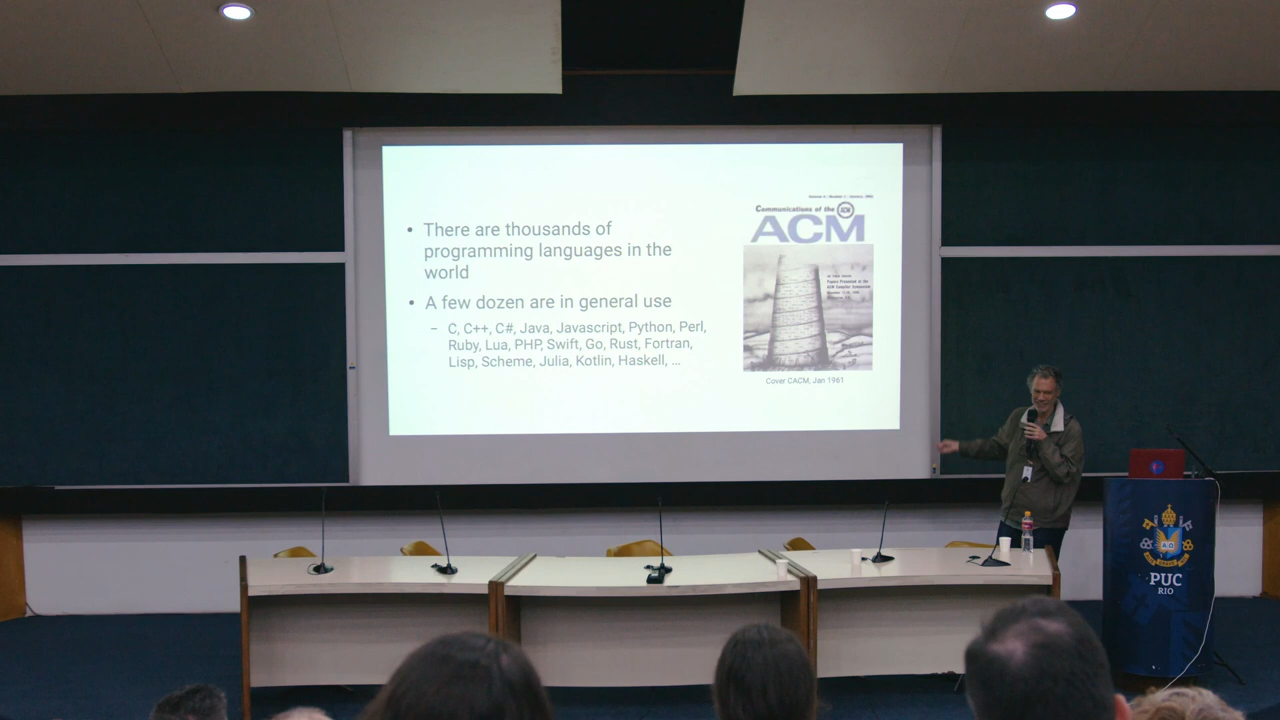 • There are thousands of
programming languages in the
world
• A few dozen are in general use
– C, C++, C#, Java, Javascript, Python, Perl,
Ruby, Lua, PHP, Swift, Go, Rust, Fortran,
Lisp, Scheme, Julia, Kotlin, Haskell, ...
Communications of the
ACM
Cover CACM, Jan 1961
PUC
RIO